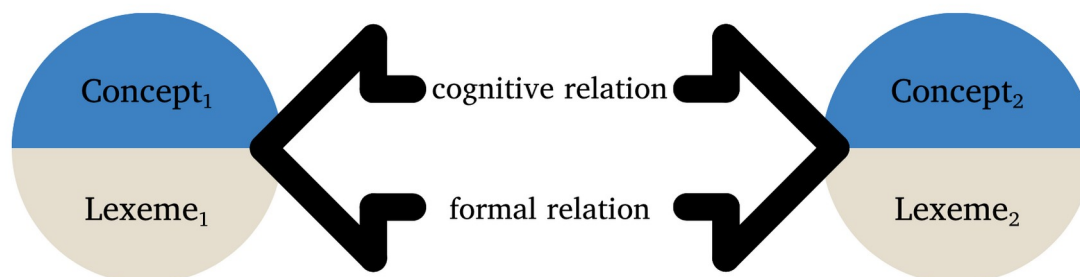 Concept₁
cognitive relation
Concept₂
Lexeme₁
formal relation
Lexeme₂